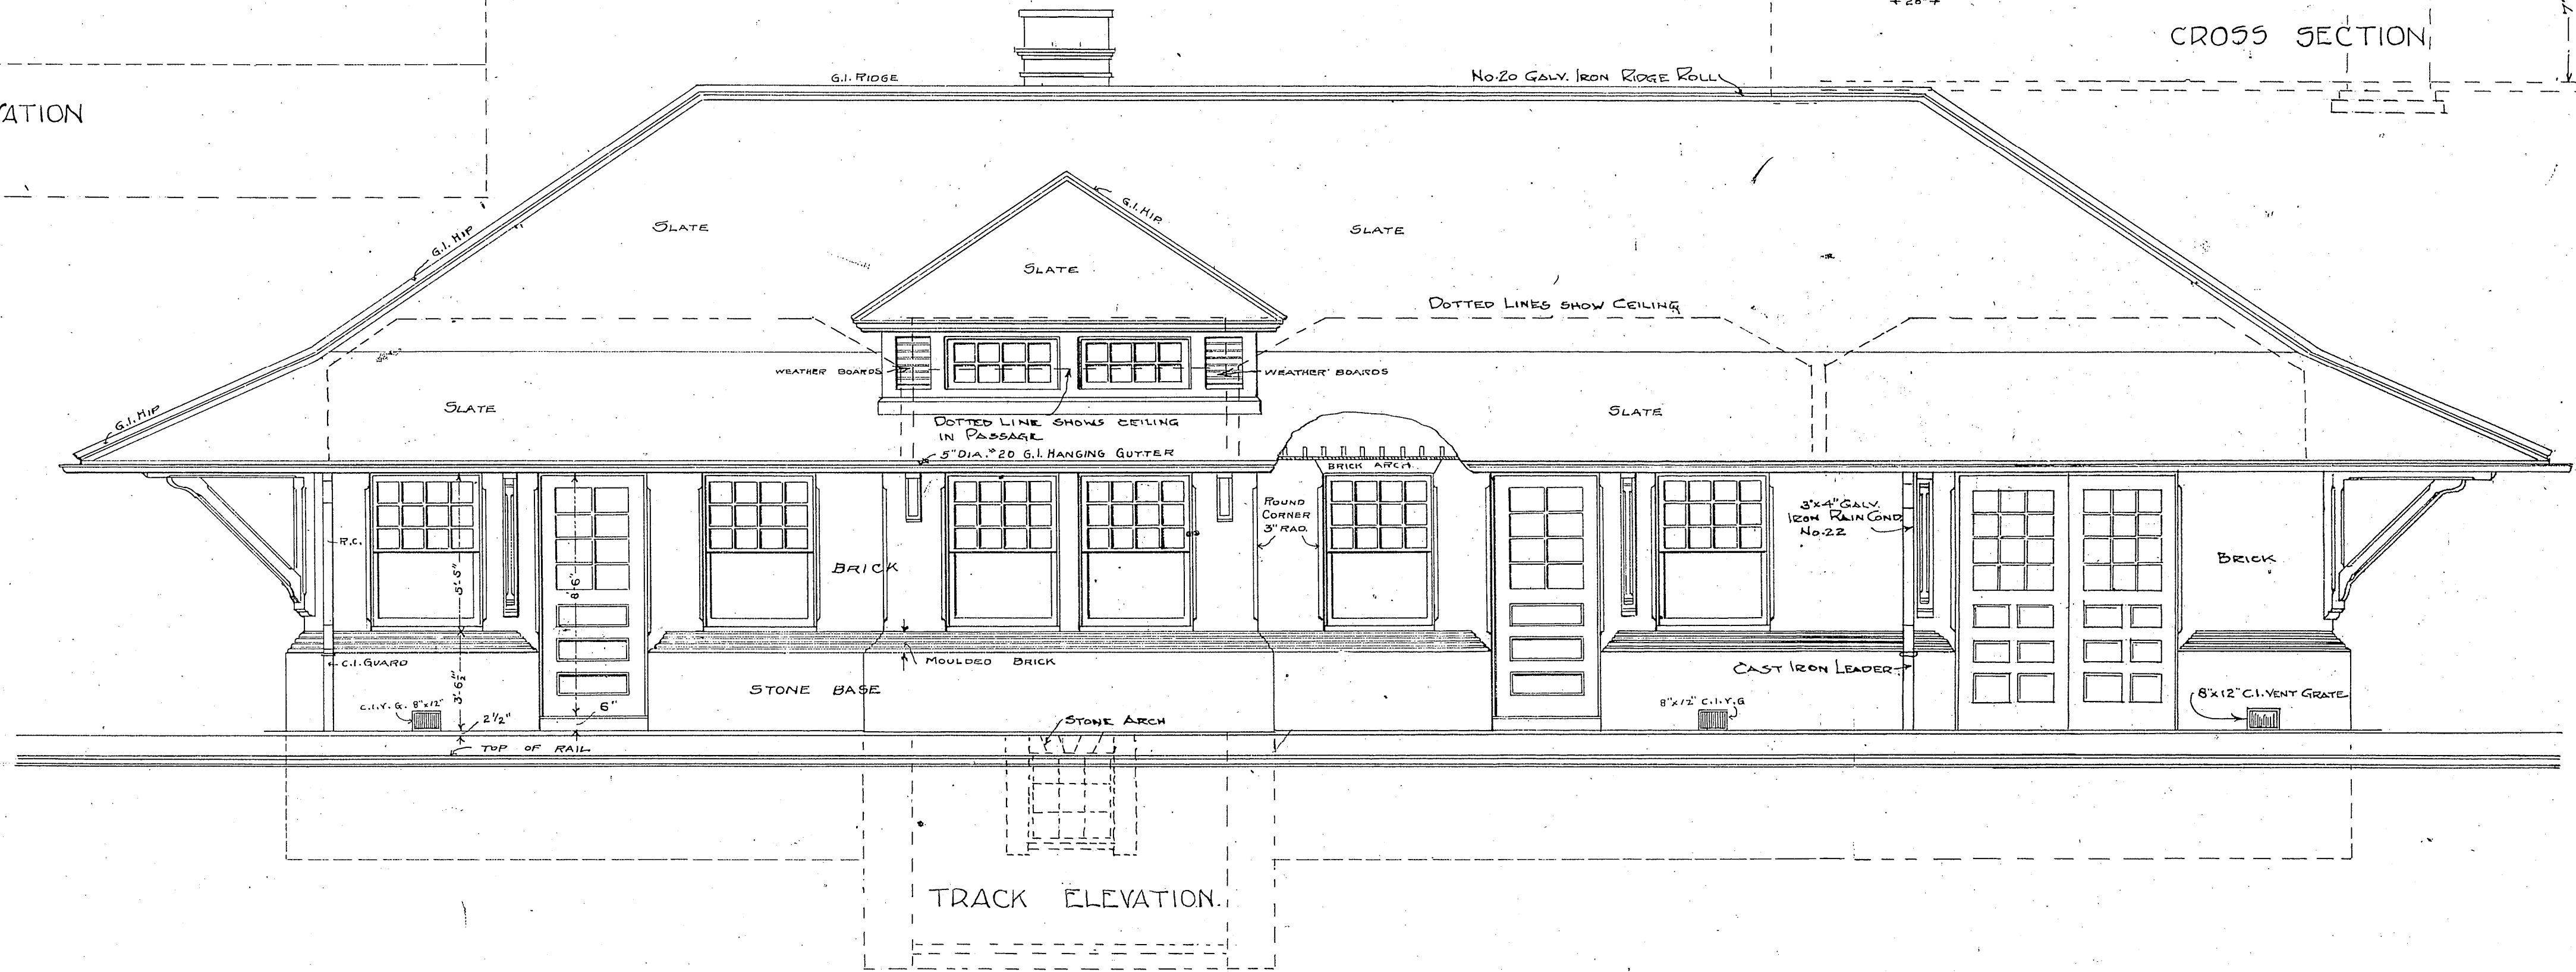 + 28" +
CROSS SECTION
ATION
G.I. RIDGE
No. 20 GALV. IRON RIDGE ROLL
G.I. HIP
SLATE
SLATE
G.I. HIP
SLATE
DOTTED LINES SHOW CEILING
WEATHER BOARDS
WEATHER BOARDS
G.I. HIP
SLATE
SLATE
DOTTED LINE SHOWS CEILING
IN PASSAGE
5" DIA. #20 G.I. HANGING GUTTER
BRICK ARCH
ROUND
CORNER
3" RAD.
3"x4" GALV.
IRON RAIN COND.
No. 22
R.C.
BRICK
BRICK
5'-5"
8'6"
C.I. GUARD
MOULDED BRICK
CAST IRON LEADER
STONE BASE
3'-6½"
C.I.V.G. 8"x12"
6"
8"x12" C.I.V.G
8"x12" C.I. VENT GRATE
2 1/2"
STONE ARCH
TOP OF RAIL
TRACK ELEVATION.